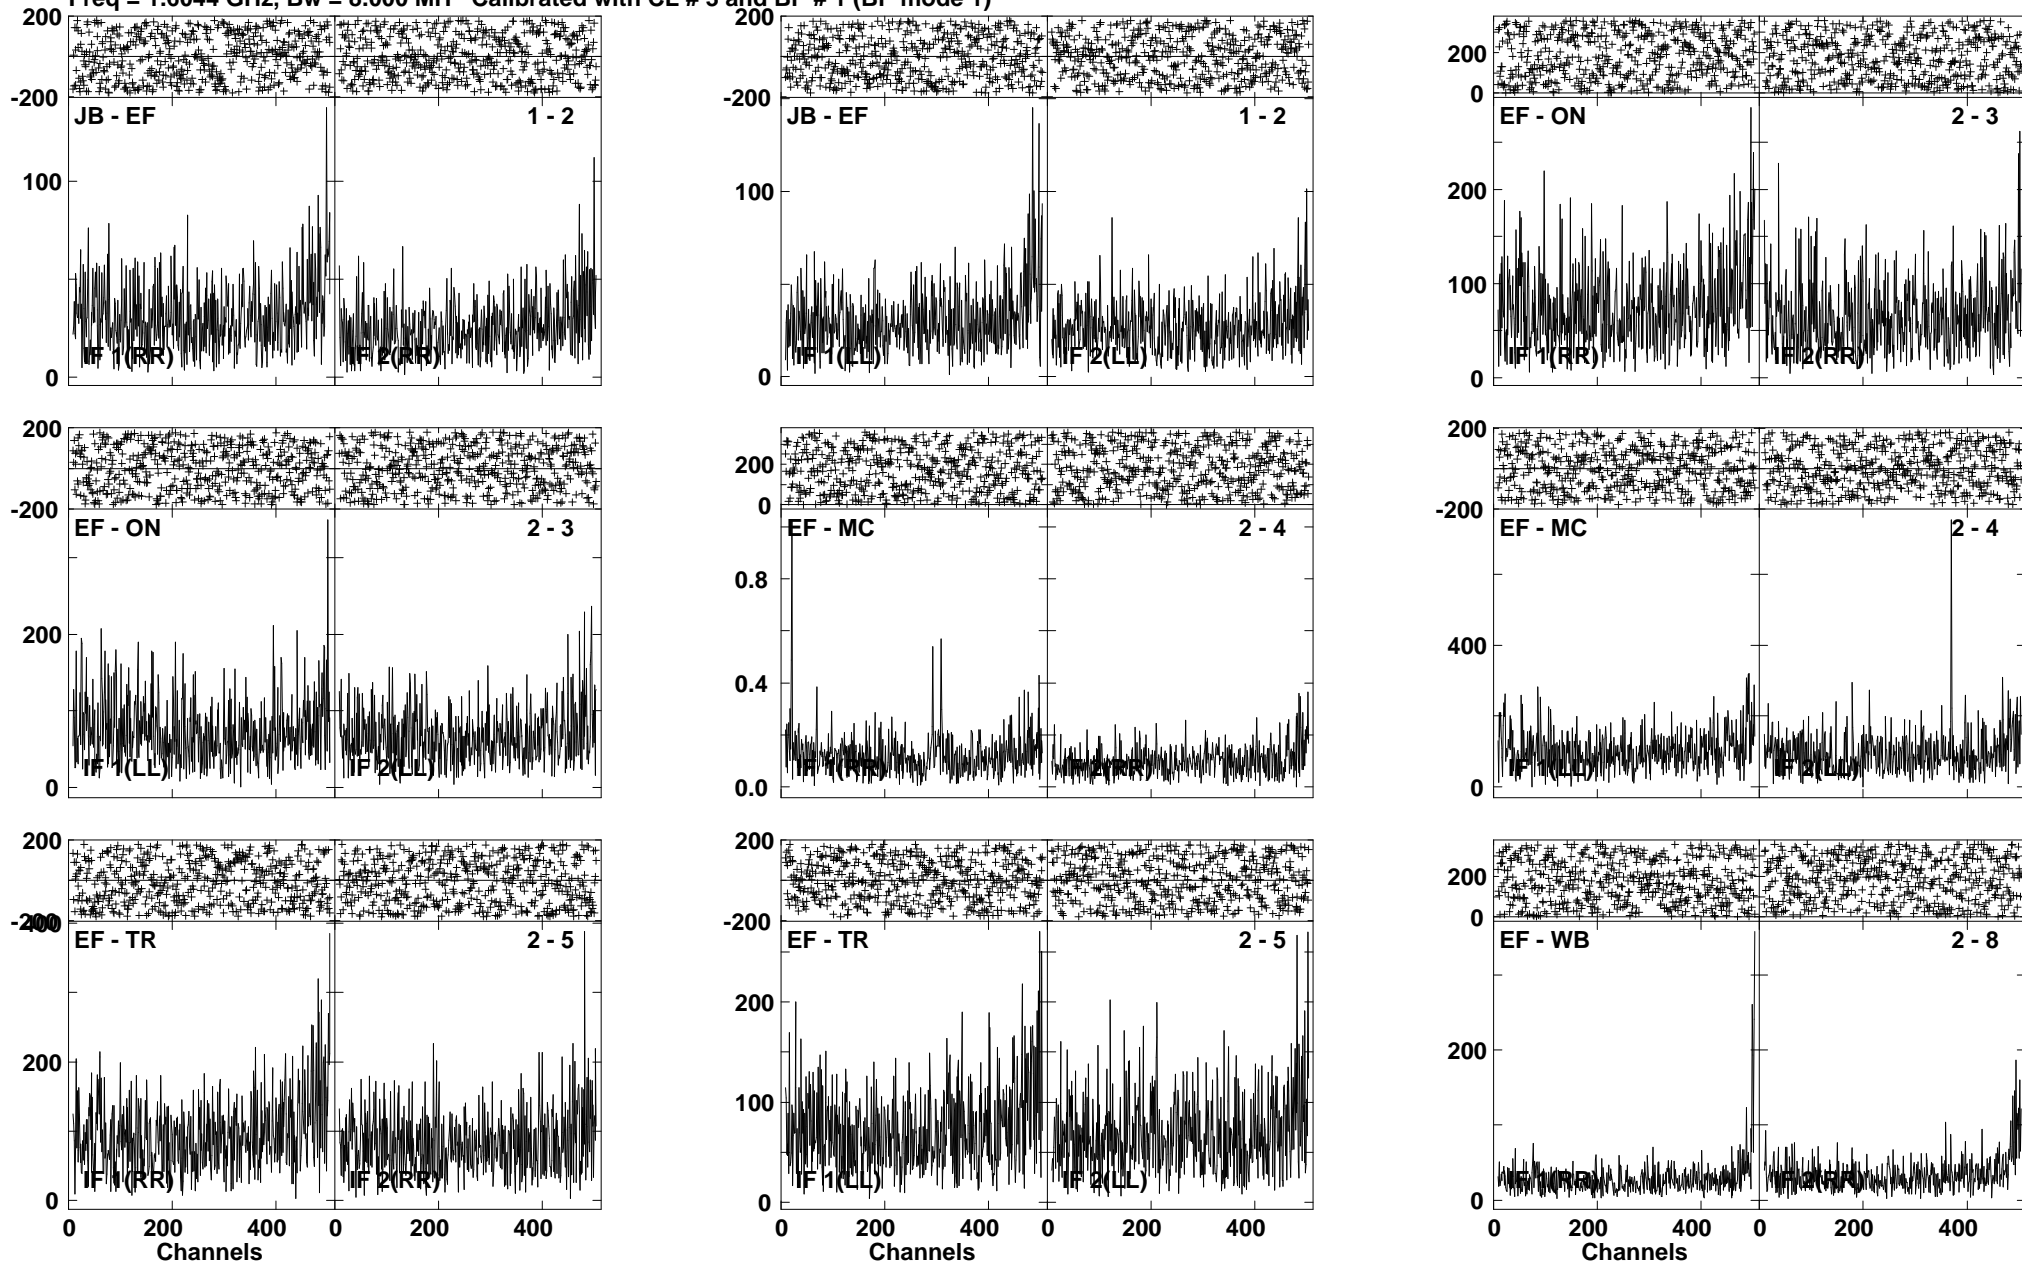 Freq = 1.6044 GHz, Bw = 8.000 MH Calibrated with CL # 3 and BP # 1 (BP mode 1)
200 200 200
-200 -200 0
JB - EF 1 - 2 JB - EF 1 - 2 EF - ON 2 - 3
200
100 100
100
IF 1(RR) IF 2(RR) IF 1(LL) IF 2(LL) IF 1(RR) IF 2(RR)
0 0 0
200 200 200
-200 0 -200
EF - ON 2 - 3 EF - MC 2 - 4 EF - MC 2 - 4
0.8
200 400
0.4
IF 1(LL) IF 2(LL) IF 1(RR) IF 2(RR) IF 1(LL) IF 2(LL)
0 0.0 0
200 200 200
-200 -200 0
400
EF - TR 2 - 5 EF - TR 2 - 5 EF - WB 2 - 8
200 200 200
100
IF 1(RR) IF 2(RR) IF 1(LL) IF 2(LL) IF 1(RR) IF 2(RR)
0 0 0
0 200 400 0 200 400 0 200 400 0 200 400 0 200 400 0 200 400
Channels Channels Channels